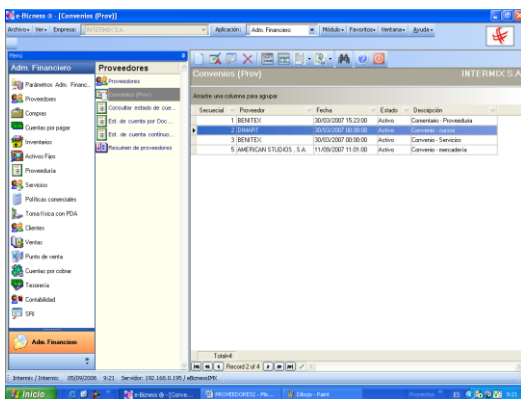 e-Bizness ® - [Convenios (Prov)]
Archivo Ver Empresa: INTERMIX S.A. Aplicación: Adm. Financiero Módulo Favoritos Ventana Ayuda
Menú
Adm. Financiero
Parámetros Adm. Financ...
Proveedores
Compras
Cuentas por pagar
Inventarios
Activos Fijos
Proveeduría
Servicios
Políticas comerciales
Toma física con PDA
Clientes
Ventas
Punto de venta
Cuentas por cobrar
Tesorería
Contabilidad
SRI
Adm. Financiero
Proveedores
Proveedores
Convenios (Prov)
Consultar estado de cue...
Est. de cuenta por Doc...
Est. de cuenta continuo...
Resumen de proveedores
Convenios (Prov) INTERMIX S.A
Arrastre una columna para agrupar
Secuecial Proveedor Fecha Estado Descripción
1 BENITEX 30/03/2007 15:23:00 Activo Comentario - Proveeduria
2 DIMART 30/03/2007 00:00:00 Activo Convenio - cursos
3 BENITEX 30/03/2007 00:00:00 Activo Convenio - Servicios
5 AMERICAN STUDIOS , S.A. 11/09/2007 11:01:00 Activo Convenio - mercadería
Total=4
Record 2 of 4
Intermix / Intermix 05/09/2008 9:21 Servidor: 192.168.0.195 / eBiznessIMX
Inicio e-Bizness ® - [Conve... PROVEEDORES2 - Mic... Dibujo - Paint Proyectos ES 9:21